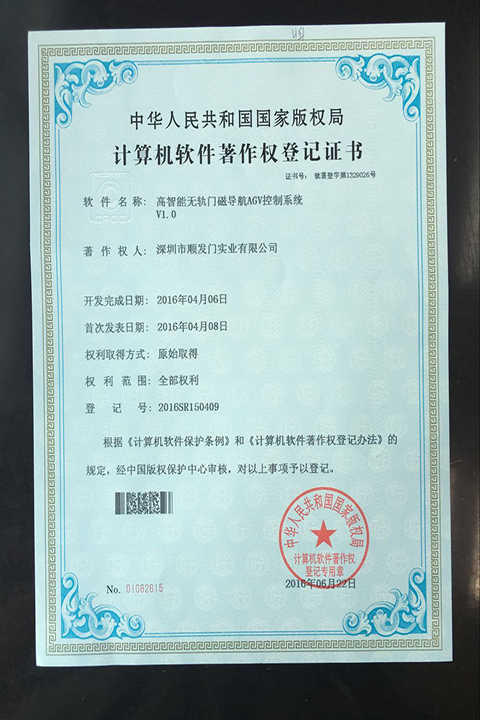 中华人民共和国国家版权局
计算机软件著作权登记证书
证书号: 软著登字第1329026号
软件名称: 高智能无轨门磁导航AGV控制系统
V1.0
著作权人: 深圳市顺发门实业有限公司
开发完成日期: 2016年04月06日
首次发表日期: 2016年04月08日
权利取得方式: 原始取得
权利范围: 全部权利
登记号: 2016SR150409
根据《计算机软件保护条例》和《计算机软件著作权登记办法》的
规定,经中国版权保护中心审核,对以上事项予以登记。
中华人民共和国国家版权局
计算机软件著作权
登记专用章
No. 01082615
2016年06月22日